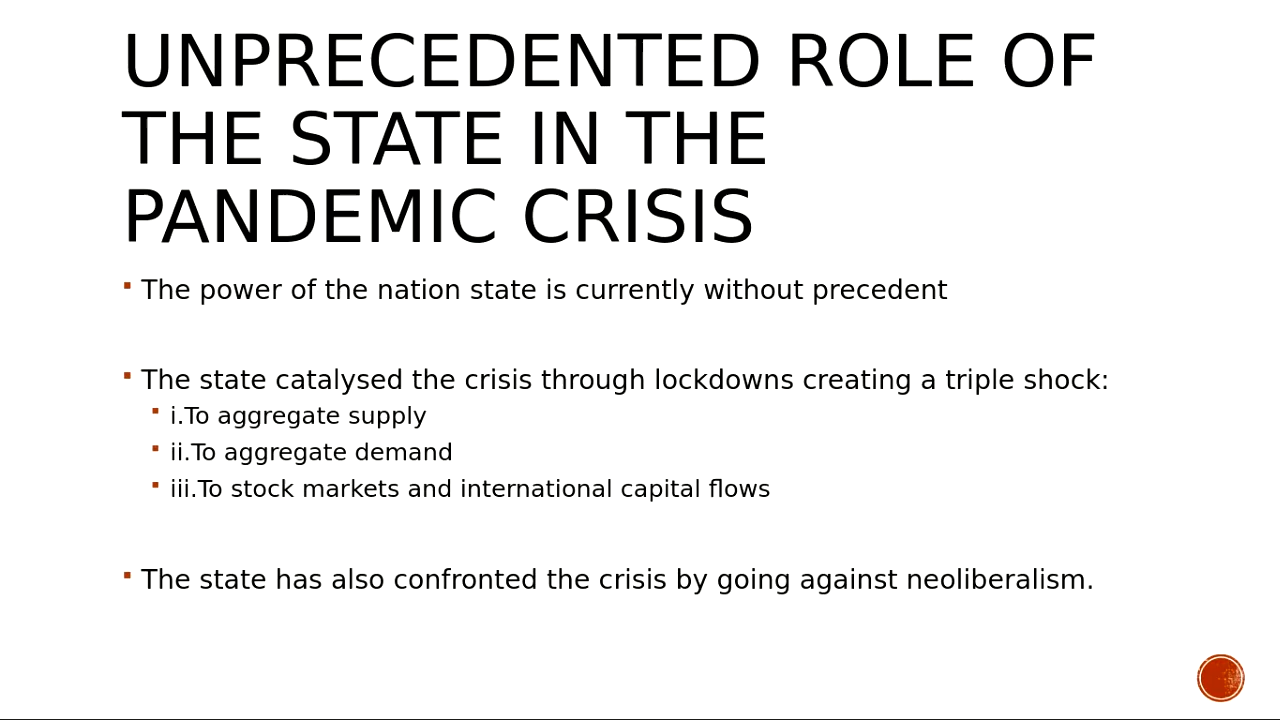 UNPRECEDENTED ROLE OF
THE STATE IN THE
PANDEMIC CRISIS
▪ The power of the nation state is currently without precedent
▪ The state catalysed the crisis through lockdowns creating a triple shock:
▪ i.To aggregate supply
▪ ii.To aggregate demand
▪ iii.To stock markets and international capital flows
▪ The state has also confronted the crisis by going against neoliberalism.